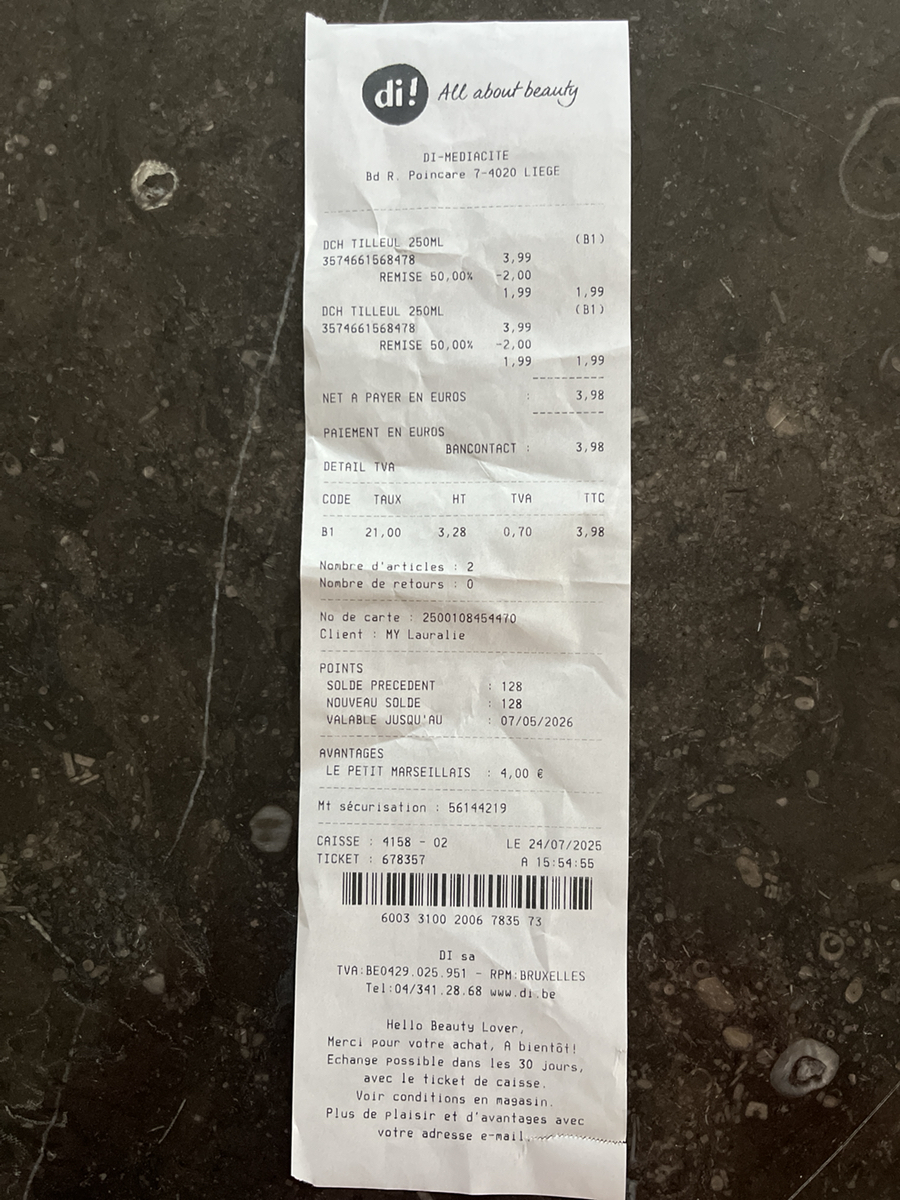 di! All about beauty
DI-MEDIACITE
Bd R. Poincare 7-4020 LIEGE
DCH TILLEUL 250ML (B1)
3574661568478 3,99
REMISE 50,00% -2,00
1,99 1,99
DCH TILLEUL 250ML (B1)
3574661568478 3,99
REMISE 50,00% -2,00
1,99 1,99
NET A PAYER EN EUROS : 3,98
PAIEMENT EN EUROS
BANCONTACT : 3,98
DETAIL TVA
CODE TAUX HT TVA TTC
B1 21,00 3,28 0,70 3,98
Nombre d'articles : 2
Nombre de retours : 0
No de carte : 2500108454470
Client : MY Lauralie
POINTS
SOLDE PRECEDENT : 128
NOUVEAU SOLDE : 128
VALABLE JUSQU'AU : 07/05/2026
AVANTAGES
LE PETIT MARSEILLAIS : 4,00 €
Mt sécurisation : 56144219
CAISSE : 4158 - 02 LE 24/07/2025
TICKET : 678357 A 15:54:55
6003 3100 2006 7835 73
DI sa
TVA:BE0429.025.951 - RPM:BRUXELLES
Tel:04/341.28.68 www.di.be
Hello Beauty Lover,
Merci pour votre achat, A bientôt!
Echange possible dans les 30 jours,
avec le ticket de caisse.
Voir conditions en magasin.
Plus de plaisir et d'avantages avec
votre adresse e-mail.